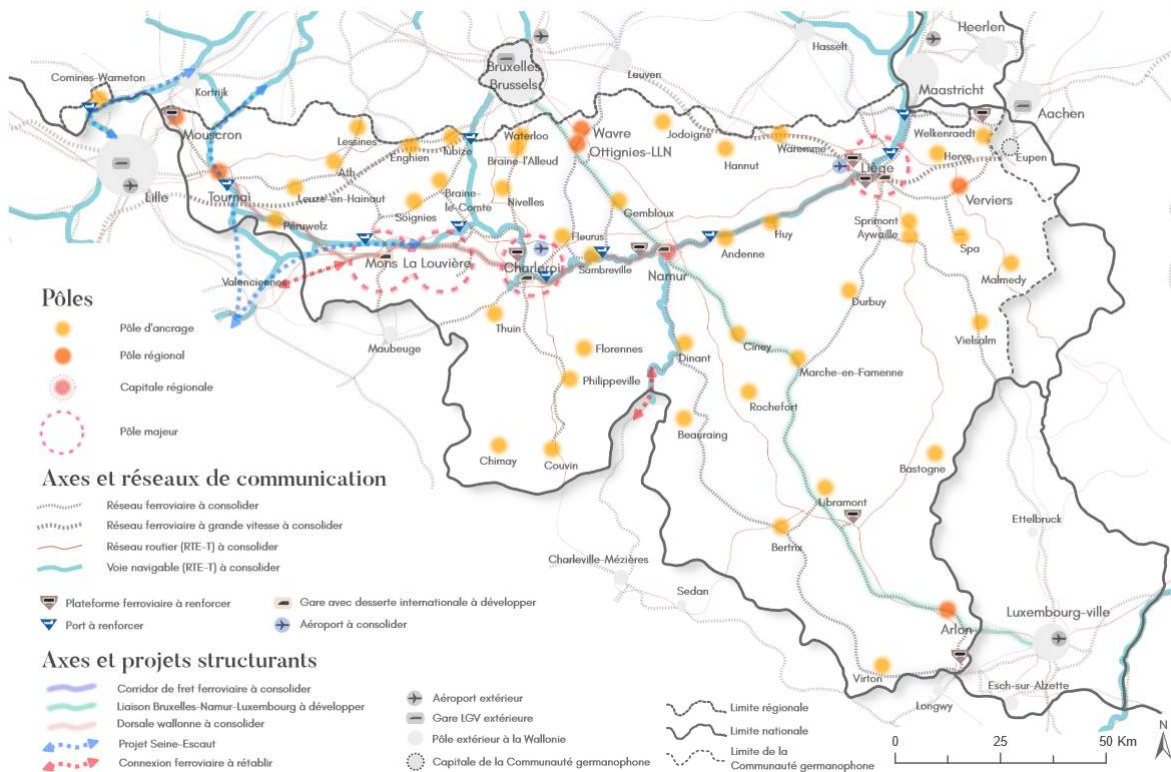 Heerlen
Hasselt
Bruxelles
Brussels
Leuven
Comines-Warneton
Kortrijk
Maastricht
Aachen
Mouscron
Lessines
Enghien
Tubize
Waterloo
Braine-l'Alleud
Wavre
Ottignies-LLN
Jodoigne
Hannut
Waremme
Liège
Welkenraedt
Herve
Eupen
Lille
Tournai
Ath
Leuze-en-Hainaut
Braine-
le-Comte
Soignies
Nivelles
Gembloux
Verviers
Péruwelz
Fleurus
Sprimont
Aywaille
Spa
Huy
Andenne
Mons La Louvière
Charleroi
Sambreville
Namur
Malmedy
Valenciennes
Durbuy
Maubeuge
Thuin
Florennes
Philippeville
Dinant
Ciney
Marche-en-Famenne
Vielsalm
Rochefort
Beauraing
Chimay
Couvin
Bastogne
Libramont
Bertrix
Ettelbruck
Charleville-Mézières
Sedan
Luxembourg-ville
Arlon
Virton
Longwy
Esch-sur-Alzette
Pôles
Pôle d'ancrage
Pôle régional
Capitale régionale
Pôle majeur
Axes et réseaux de communication
Réseau ferroviaire à consolider
Réseau ferroviaire à grande vitesse à consolider
Réseau routier (RTE-T) à consolider
Voie navigable (RTE-T) à consolider
Plateforme ferroviaire à renforcer
Gare avec desserte internationale à développer
Port à renforcer
Aéroport à consolider
Axes et projets structurants
Corridor de fret ferroviaire à consolider
Liaison Bruxelles-Namur-Luxembourg à développer
Dorsale wallonne à consolider
Projet Seine-Escaut
Connexion ferroviaire à rétablir
Aéroport extérieur
Gare LGV extérieure
Pôle extérieur à la Wallonie
Capitale de la Communauté germanophone
Limite régionale
Limite nationale
Limite de la
Communauté germanophone
N
0 25 50 Km